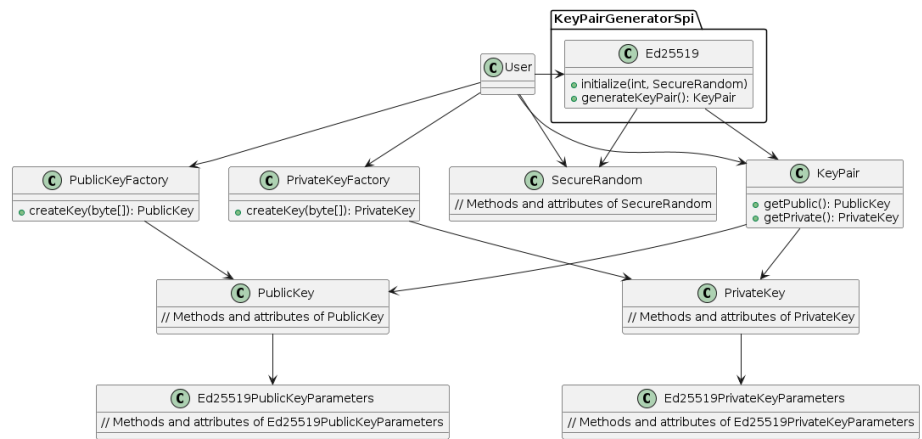 KeyPairGeneratorSpi
C Ed25519
initialize(int, SecureRandom)
generateKeyPair(): KeyPair
C User
C PublicKeyFactory
createKey(byte[]): PublicKey
C PrivateKeyFactory
createKey(byte[]): PrivateKey
C SecureRandom
// Methods and attributes of SecureRandom
C KeyPair
getPublic(): PublicKey
getPrivate(): PrivateKey
C PublicKey
// Methods and attributes of PublicKey
C PrivateKey
// Methods and attributes of PrivateKey
C Ed25519PublicKeyParameters
// Methods and attributes of Ed25519PublicKeyParameters
C Ed25519PrivateKeyParameters
// Methods and attributes of Ed25519PrivateKeyParameters